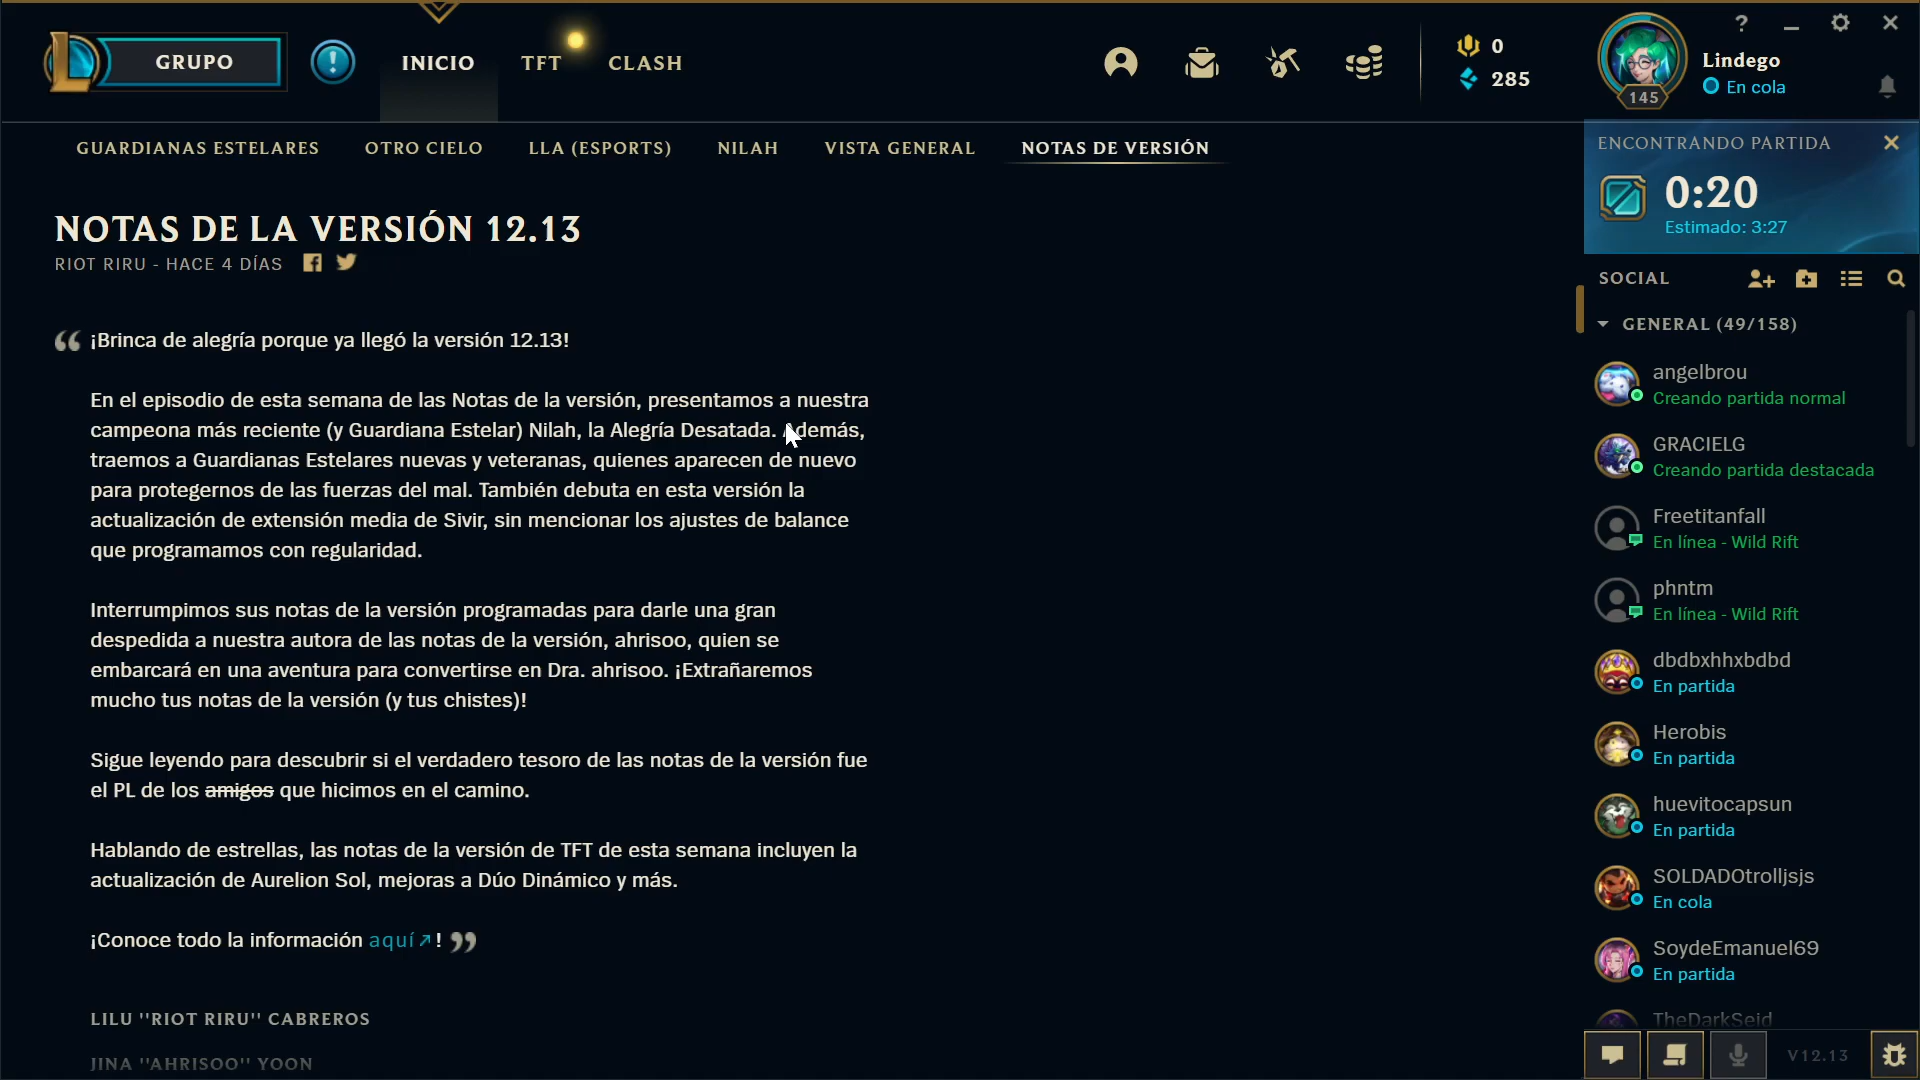 GRUPO
INICIO
TFT
CLASH
0
285
?
145
Lindego
En cola
GUARDIANAS ESTELARES
OTRO CIELO
LLA (ESPORTS)
NILAH
VISTA GENERAL
NOTAS DE VERSIÓN
ENCONTRANDO PARTIDA
0:20
Estimado: 3:27
NOTAS DE LA VERSIÓN 12.13
RIOT RIRU - HACE 4 DÍAS
“ ¡Brinca de alegría porque ya llegó la versión 12.13!
En el episodio de esta semana de las Notas de la versión, presentamos a nuestra
campeona más reciente (y Guardiana Estelar) Nilah, la Alegría Desatada. Además,
traemos a Guardianas Estelares nuevas y veteranas, quienes aparecen de nuevo
para protegernos de las fuerzas del mal. También debuta en esta versión la
actualización de extensión media de Sivir, sin mencionar los ajustes de balance
que programamos con regularidad.
Interrumpimos sus notas de la versión programadas para darle una gran
despedida a nuestra autora de las notas de la versión, ahrisoo, quien se
embarcará en una aventura para convertirse en Dra. ahrisoo. ¡Extrañaremos
mucho tus notas de la versión (y tus chistes)!
Sigue leyendo para descubrir si el verdadero tesoro de las notas de la versión fue
el PL de los amigos que hicimos en el camino.
Hablando de estrellas, las notas de la versión de TFT de esta semana incluyen la
actualización de Aurelion Sol, mejoras a Dúo Dinámico y más.
¡Conoce todo la información aquí↗! ”
LILU ''RIOT RIRU'' CABREROS
JINA ''AHRISOO'' YOON
SOCIAL
GENERAL (49/158)
angelbrou
Creando partida normal
GRACIELG
Creando partida destacada
Freetitanfall
En línea - Wild Rift
phntm
En línea - Wild Rift
dbdbxhhxbdbd
En partida
Herobis
En partida
huevitocapsun
En partida
SOLDADOtrolljsjs
En cola
SoydeEmanuel69
En partida
TheDarkSeid
V12.13